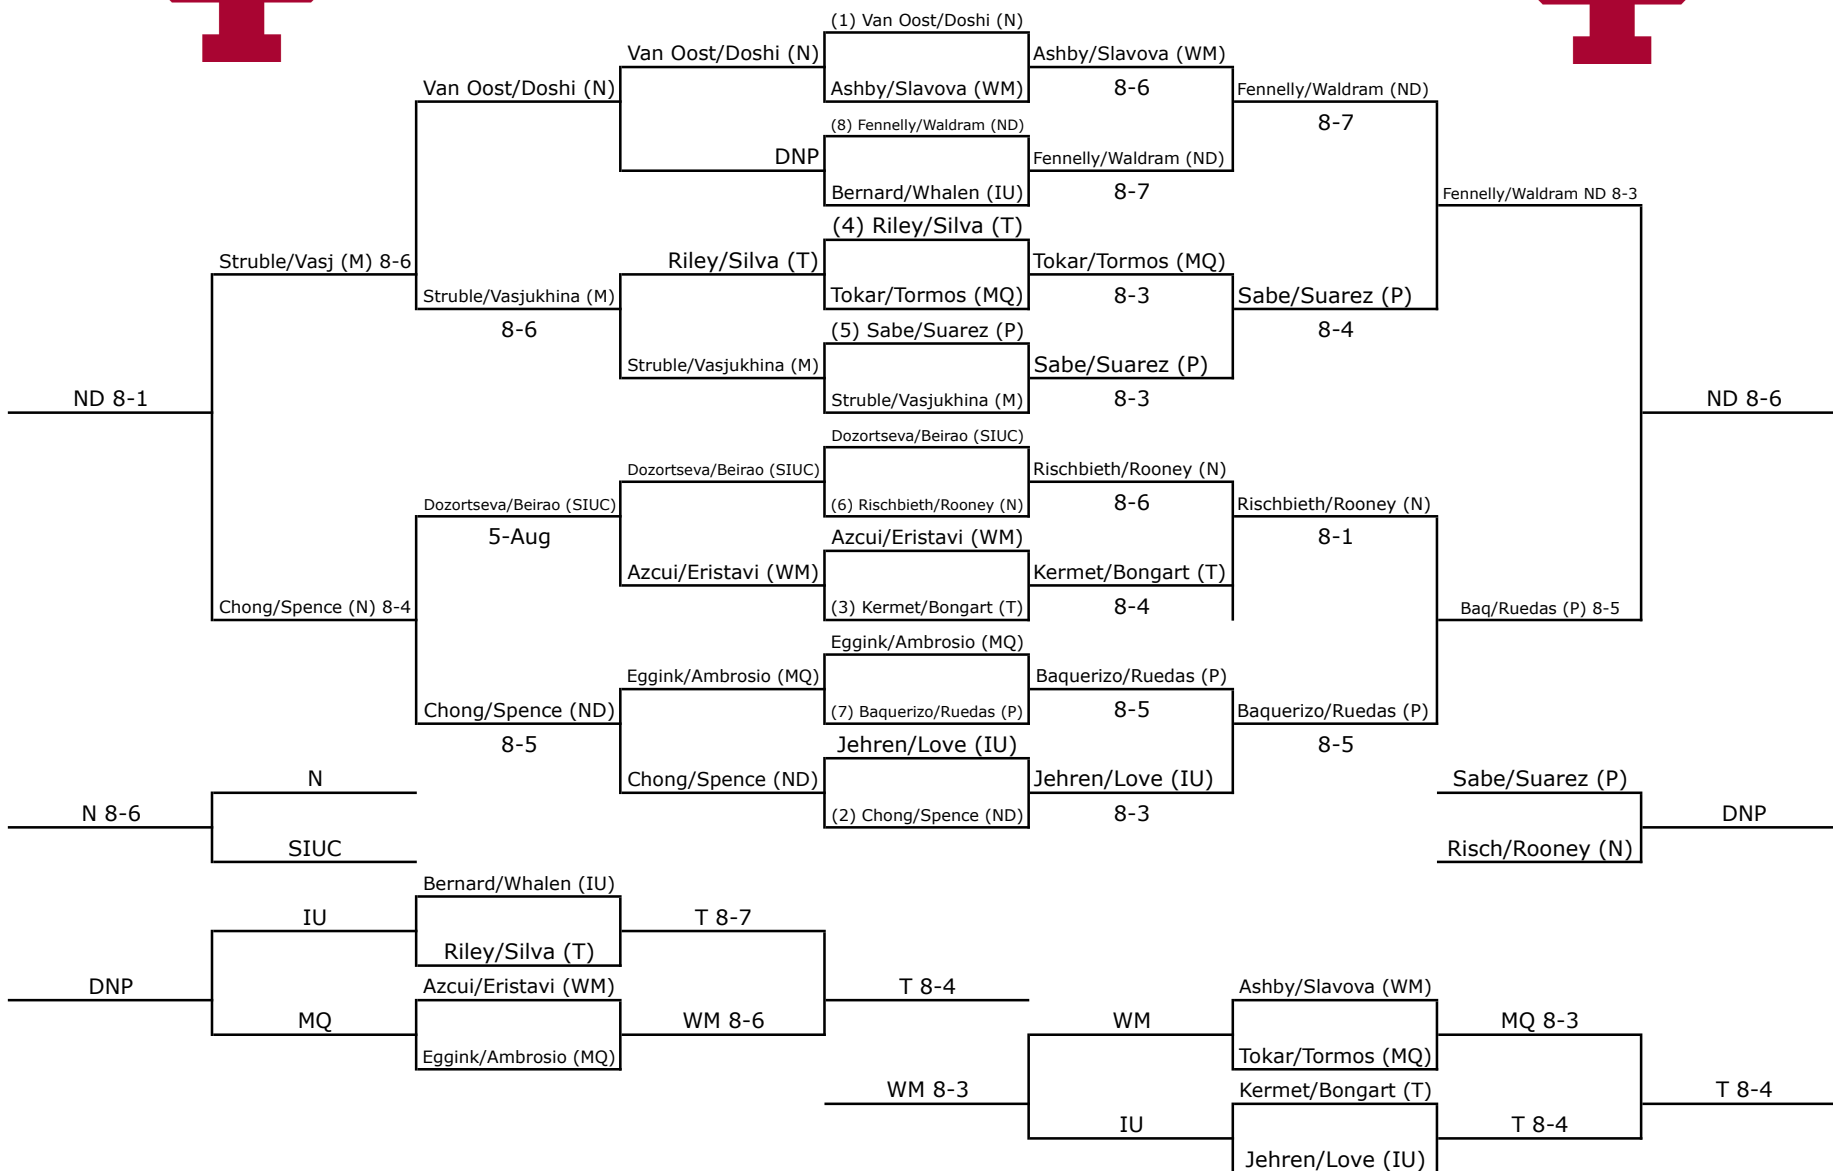 (1) Van Oost/Doshi (N)
Van Oost/Doshi (N)
Ashby/Slavova (WM)
Van Oost/Doshi (N)
Ashby/Slavova (WM)
8-6
Fennelly/Waldram (ND)
(8) Fennelly/Waldram (ND)
8-7
DNP
Fennelly/Waldram (ND)
Bernard/Whalen (IU)
8-7
Fennelly/Waldram ND 8-3
(4) Riley/Silva (T)
Struble/Vasj (M) 8-6
Riley/Silva (T)
Tokar/Tormos (MQ)
Struble/Vasjukhina (M)
Tokar/Tormos (MQ)
8-3
Sabe/Suarez (P)
8-6
(5) Sabe/Suarez (P)
8-4
Struble/Vasjukhina (M)
Sabe/Suarez (P)
ND 8-1
Struble/Vasjukhina (M)
8-3
ND 8-6
Dozortseva/Beirao (SIUC)
Dozortseva/Beirao (SIUC)
Rischbieth/Rooney (N)
Dozortseva/Beirao (SIUC)
(6) Rischbieth/Rooney (N)
8-6
Rischbieth/Rooney (N)
5-Aug
Azcui/Eristavi (WM)
8-1
Azcui/Eristavi (WM)
Kermet/Bongart (T)
Chong/Spence (N) 8-4
(3) Kermet/Bongart (T)
8-4
Baq/Ruedas (P) 8-5
Eggink/Ambrosio (MQ)
Eggink/Ambrosio (MQ)
Baquerizo/Ruedas (P)
Chong/Spence (ND)
(7) Baquerizo/Ruedas (P)
8-5
Baquerizo/Ruedas (P)
8-5
Jehren/Love (IU)
8-5
N
Chong/Spence (ND)
Jehren/Love (IU)
Sabe/Suarez (P)
N 8-6
(2) Chong/Spence (ND)
8-3
DNP
SIUC
Risch/Rooney (N)
Bernard/Whalen (IU)
IU
T 8-7
Riley/Silva (T)
DNP
Azcui/Eristavi (WM)
T 8-4
Ashby/Slavova (WM)
MQ
WM 8-6
WM
MQ 8-3
Eggink/Ambrosio (MQ)
Tokar/Tormos (MQ)
WM 8-3
Kermet/Bongart (T)
T 8-4
IU
T 8-4
Jehren/Love (IU)